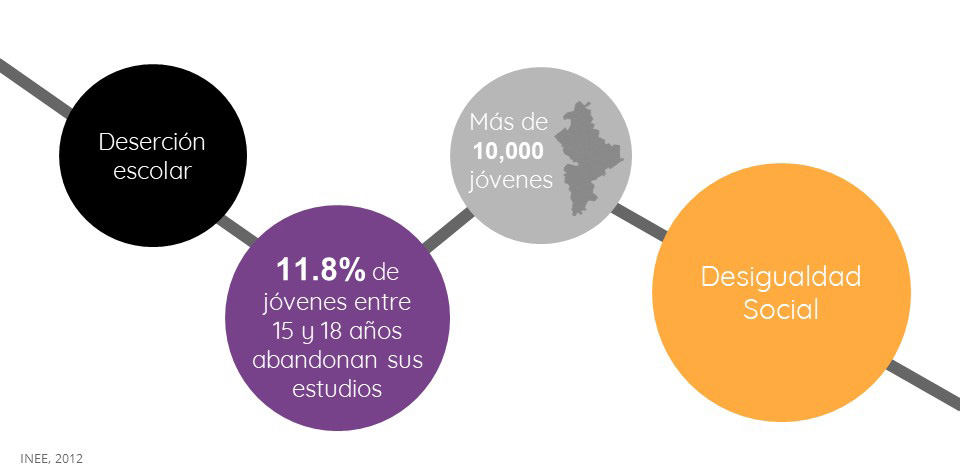 Deserción
escolar
11.8% de
jóvenes entre
15 y 18 años
abandonan sus
estudios
Más de
10,000
jóvenes
Desigualdad
Social
INEE, 2012